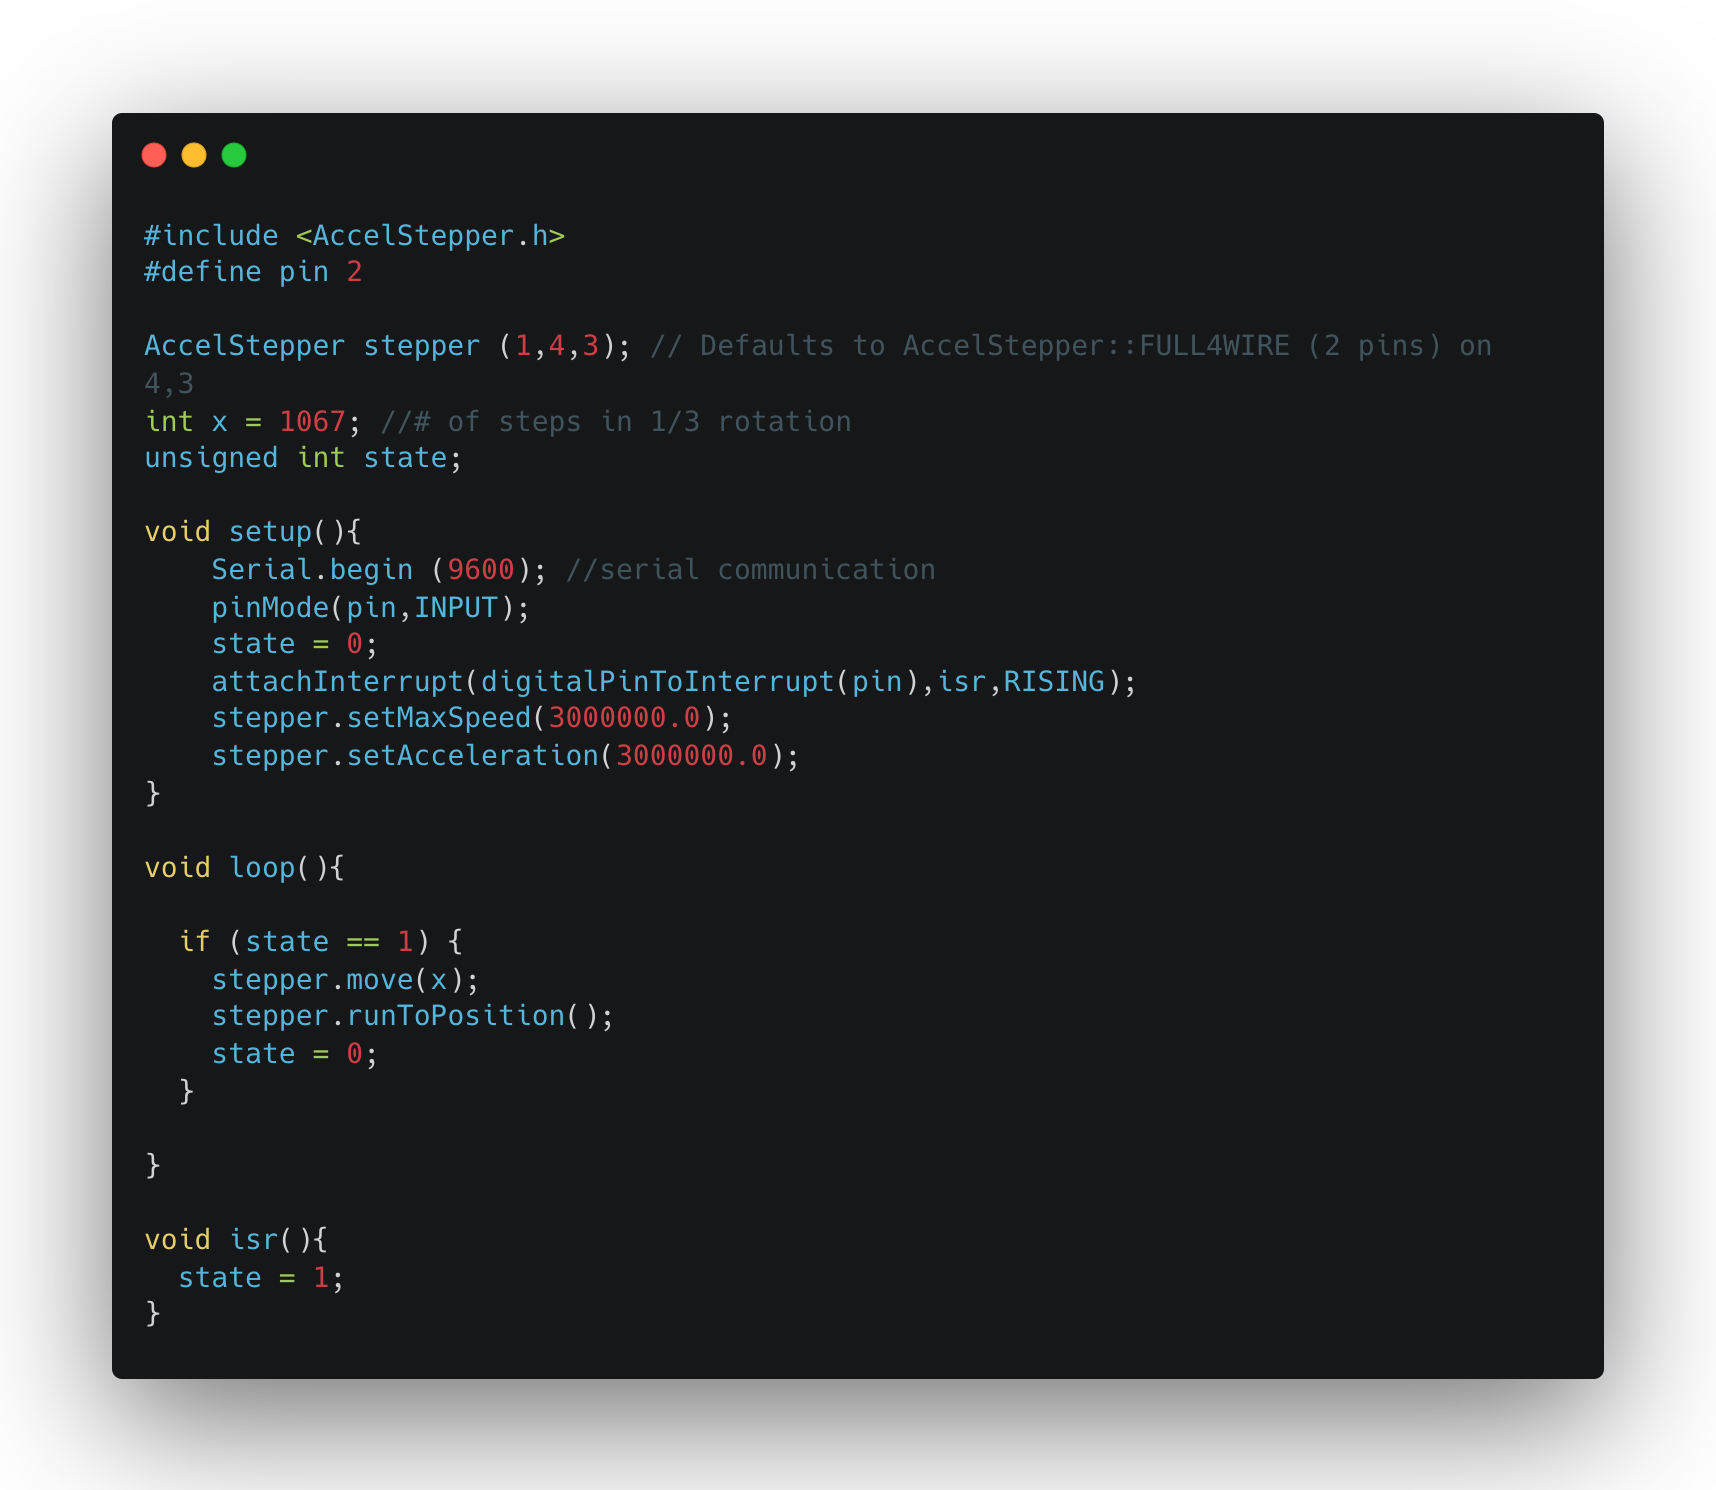 #include <AccelStepper.h>
#define pin 2
AccelStepper stepper (1,4,3); // Defaults to AccelStepper::FULL4WIRE (2 pins) on
4,3
int x = 1067; //# of steps in 1/3 rotation
unsigned int state;
void setup(){
    Serial.begin (9600); //serial communication
    pinMode(pin,INPUT);
    state = 0;
    attachInterrupt(digitalPinToInterrupt(pin),isr,RISING);
    stepper.setMaxSpeed(3000000.0);
    stepper.setAcceleration(3000000.0);
}
void loop(){
  if (state == 1) {
    stepper.move(x);
    stepper.runToPosition();
    state = 0;
  }
}
void isr(){
  state = 1;
}